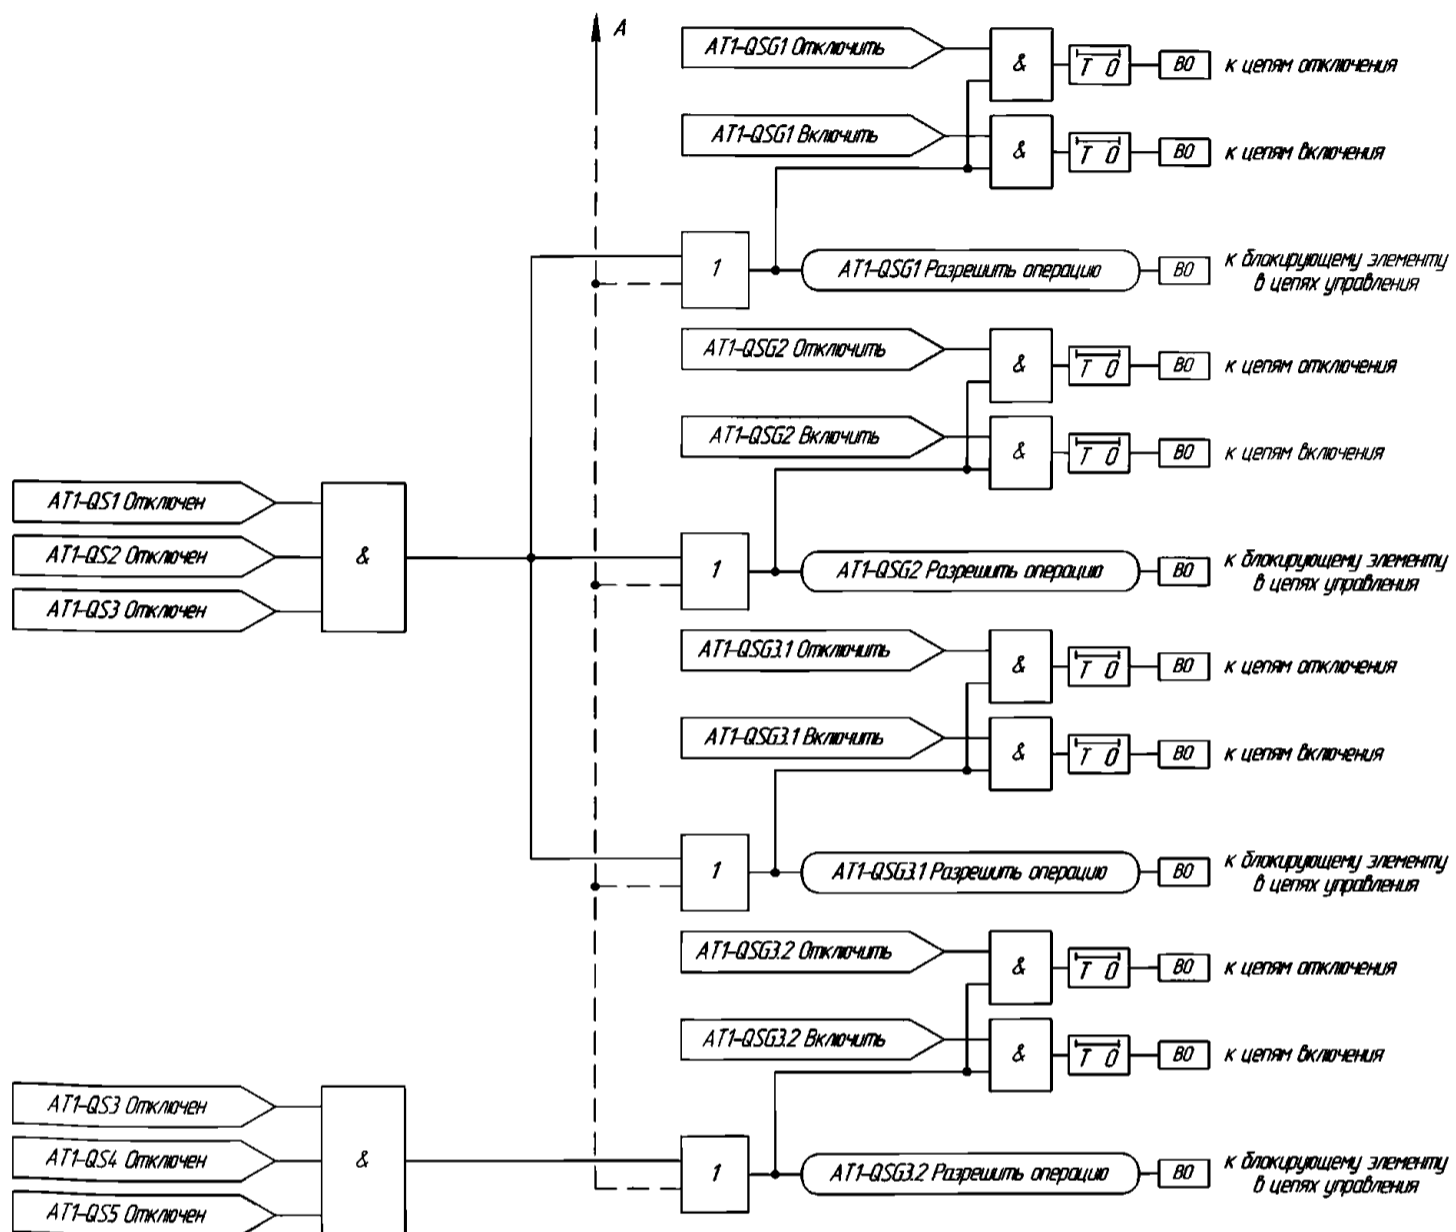 A
AT1-QSG1 Отключить
&
T 0
ВО
к цепям отключения
AT1-QSG1 Включить
&
T 0
ВО
к цепям включения
1
AT1-QSG1 Разрешить операцию
ВО
к блокирующему элементу
в цепях управления
AT1-QSG2 Отключить
&
T 0
ВО
к цепям отключения
AT1-QSG2 Включить
&
T 0
ВО
к цепям включения
AT1-QS1 Отключен
AT1-QS2 Отключен
AT1-QS3 Отключен
&
1
AT1-QSG2 Разрешить операцию
ВО
к блокирующему элементу
в цепях управления
AT1-QSG3.1 Отключить
&
T 0
ВО
к цепям отключения
AT1-QSG3.1 Включить
&
T 0
ВО
к цепям включения
1
AT1-QSG3.1 Разрешить операцию
ВО
к блокирующему элементу
в цепях управления
AT1-QSG3.2 Отключить
&
T 0
ВО
к цепям отключения
AT1-QSG3.2 Включить
&
T 0
ВО
к цепям включения
AT1-QS3 Отключен
AT1-QS4 Отключен
AT1-QS5 Отключен
&
1
AT1-QSG3.2 Разрешить операцию
ВО
к блокирующему элементу
в цепях управления